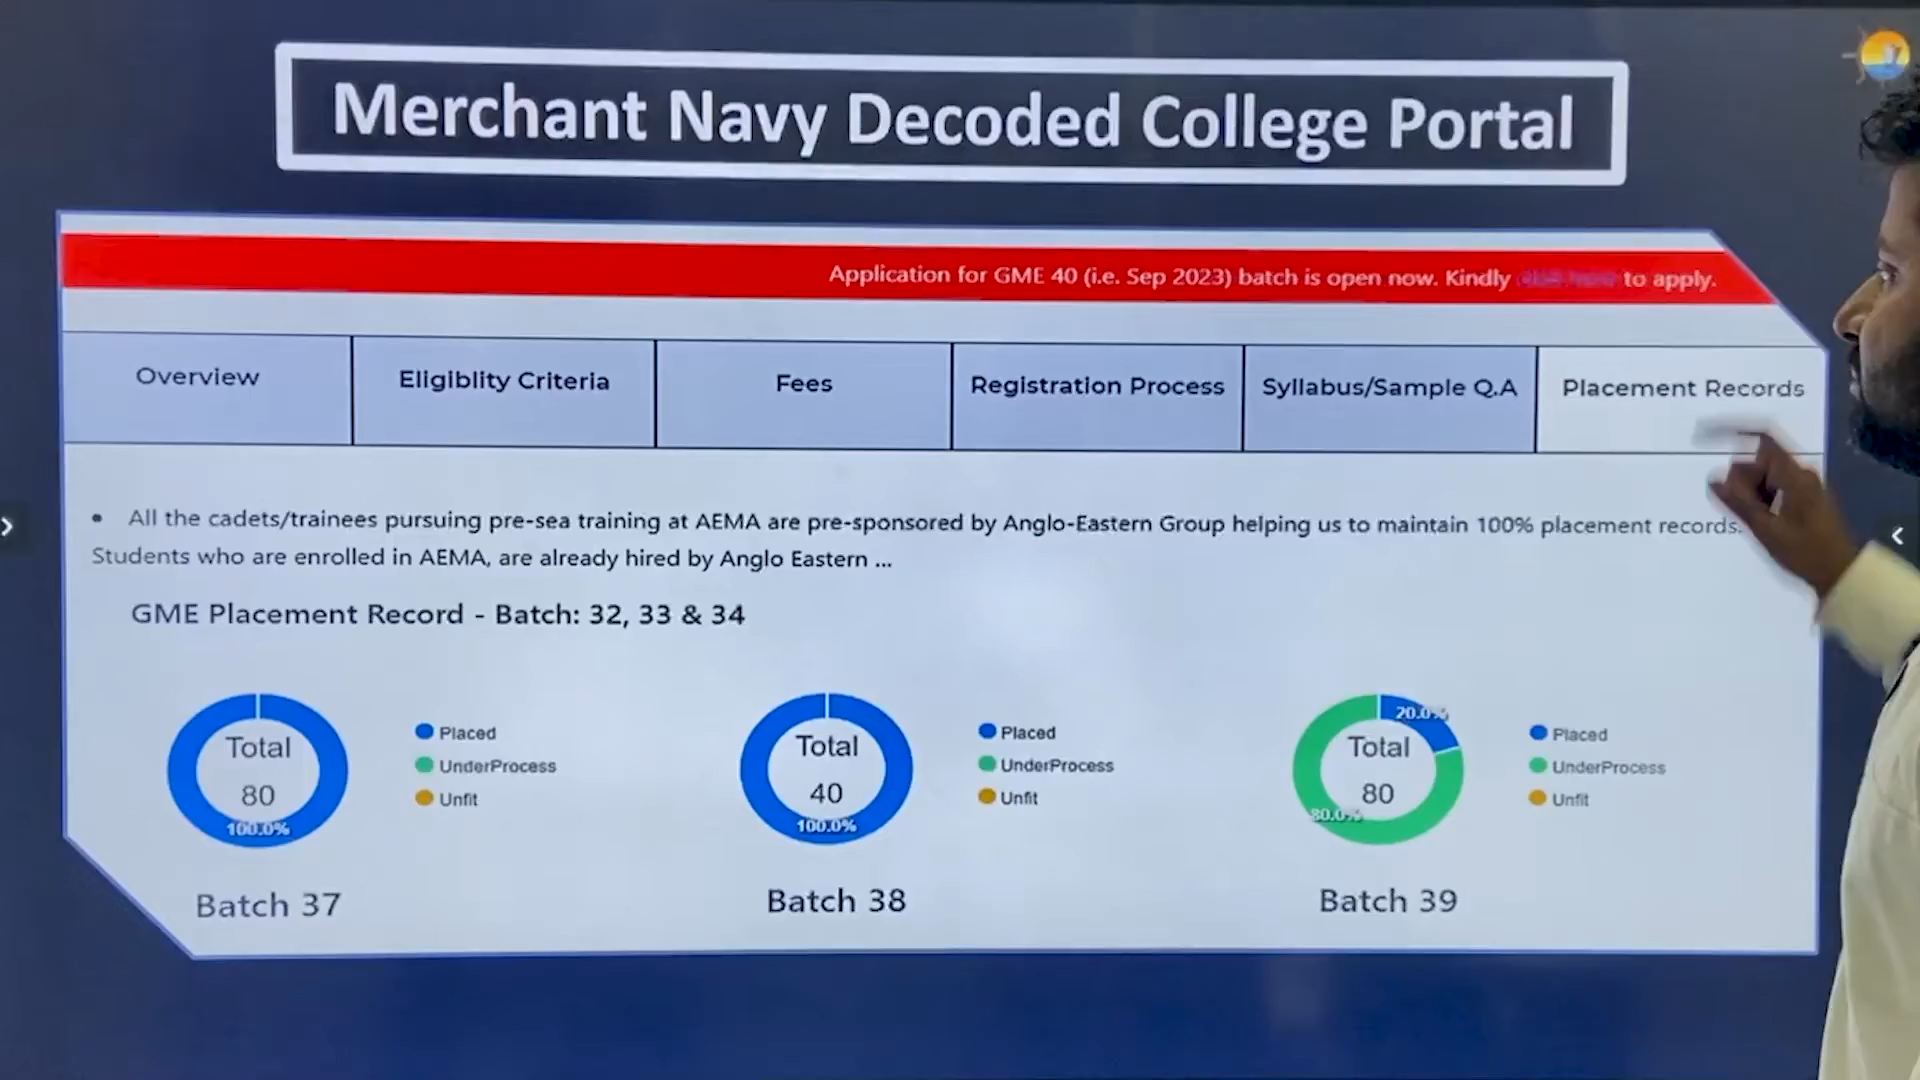 Merchant Navy Decoded College Portal
Application for GME 40 (i.e. Sep 2023) batch is open now. Kindly to apply.
Overview
Eligiblity Criteria
Fees
Registration Process
Syllabus/Sample Q.A
Placement Records
• All the cadets/trainees pursuing pre-sea training at AEMA are pre-sponsored by Anglo-Eastern Group helping us to maintain 100% placement records.
Students who are enrolled in AEMA, are already hired by Anglo Eastern ...
GME Placement Record - Batch: 32, 33 & 34
Total
80
100.0%
Placed
UnderProcess
Unfit
Batch 37
Total
40
100.0%
Placed
UnderProcess
Unfit
Batch 38
20.0%
Total
80
80.0%
Placed
UnderProcess
Unfit
Batch 39